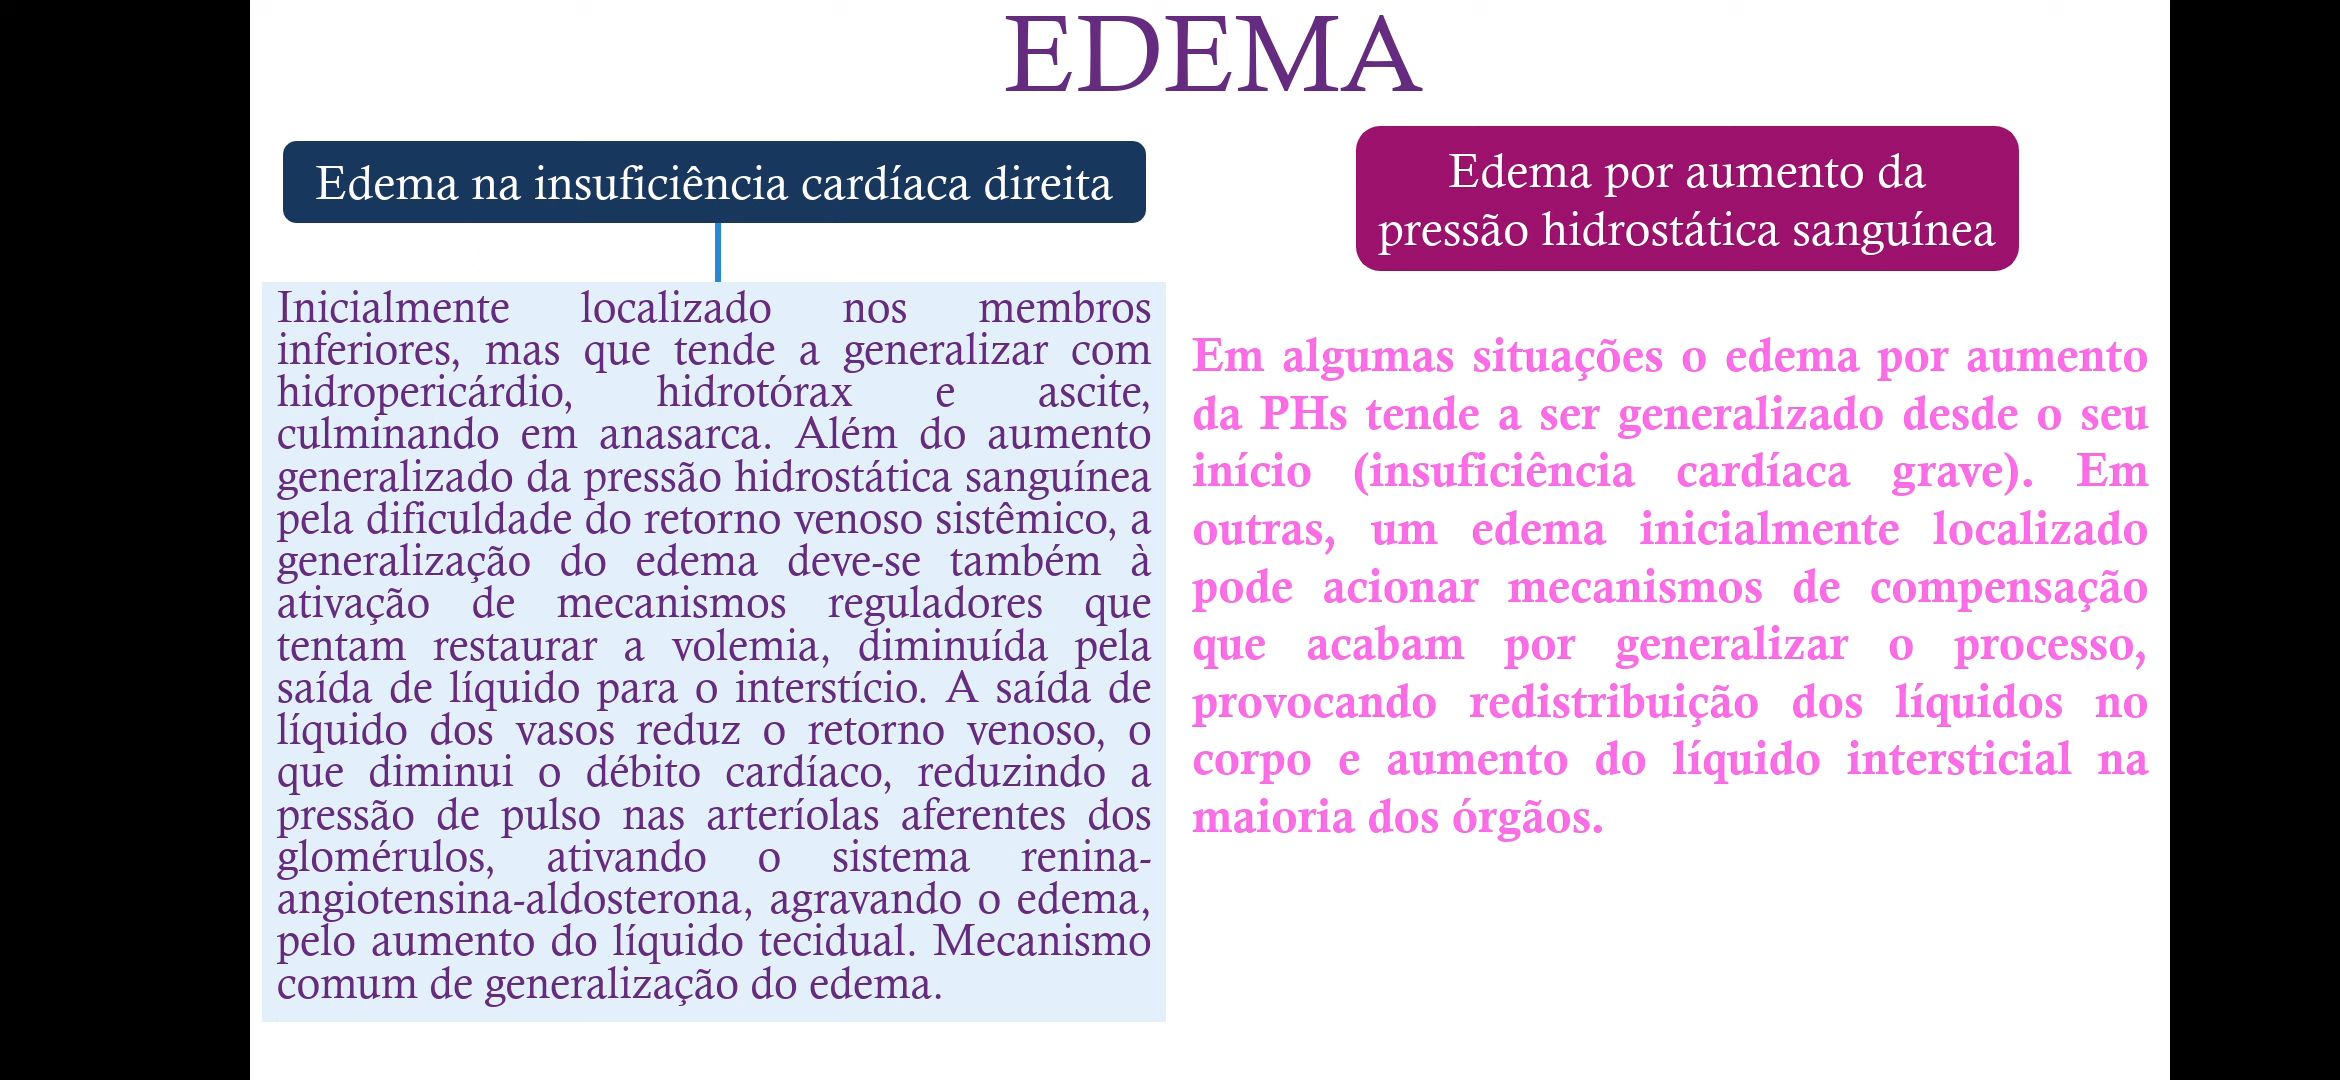 EDEMA
Edema na insuficiência cardíaca direita
Inicialmente localizado nos membros
inferiores, mas que tende a generalizar com
hidropericárdio, hidrotórax e ascite,
culminando em anasarca. Além do aumento
generalizado da pressão hidrostática sanguínea
pela dificuldade do retorno venoso sistêmico, a
generalização do edema deve-se também à
ativação de mecanismos reguladores que
tentam restaurar a volemia, diminuída pela
saída de líquido para o interstício. A saída de
líquido dos vasos reduz o retorno venoso, o
que diminui o débito cardíaco, reduzindo a
pressão de pulso nas arteríolas aferentes dos
glomérulos, ativando o sistema renina-
angiotensina-aldosterona, agravando o edema,
pelo aumento do líquido tecidual. Mecanismo
comum de generalização do edema.
Edema por aumento da
pressão hidrostática sanguínea
Em algumas situações o edema por aumento
da PHs tende a ser generalizado desde o seu
início (insuficiência cardíaca grave). Em
outras, um edema inicialmente localizado
pode acionar mecanismos de compensação
que acabam por generalizar o processo,
provocando redistribuição dos líquidos no
corpo e aumento do líquido intersticial na
maioria dos órgãos.